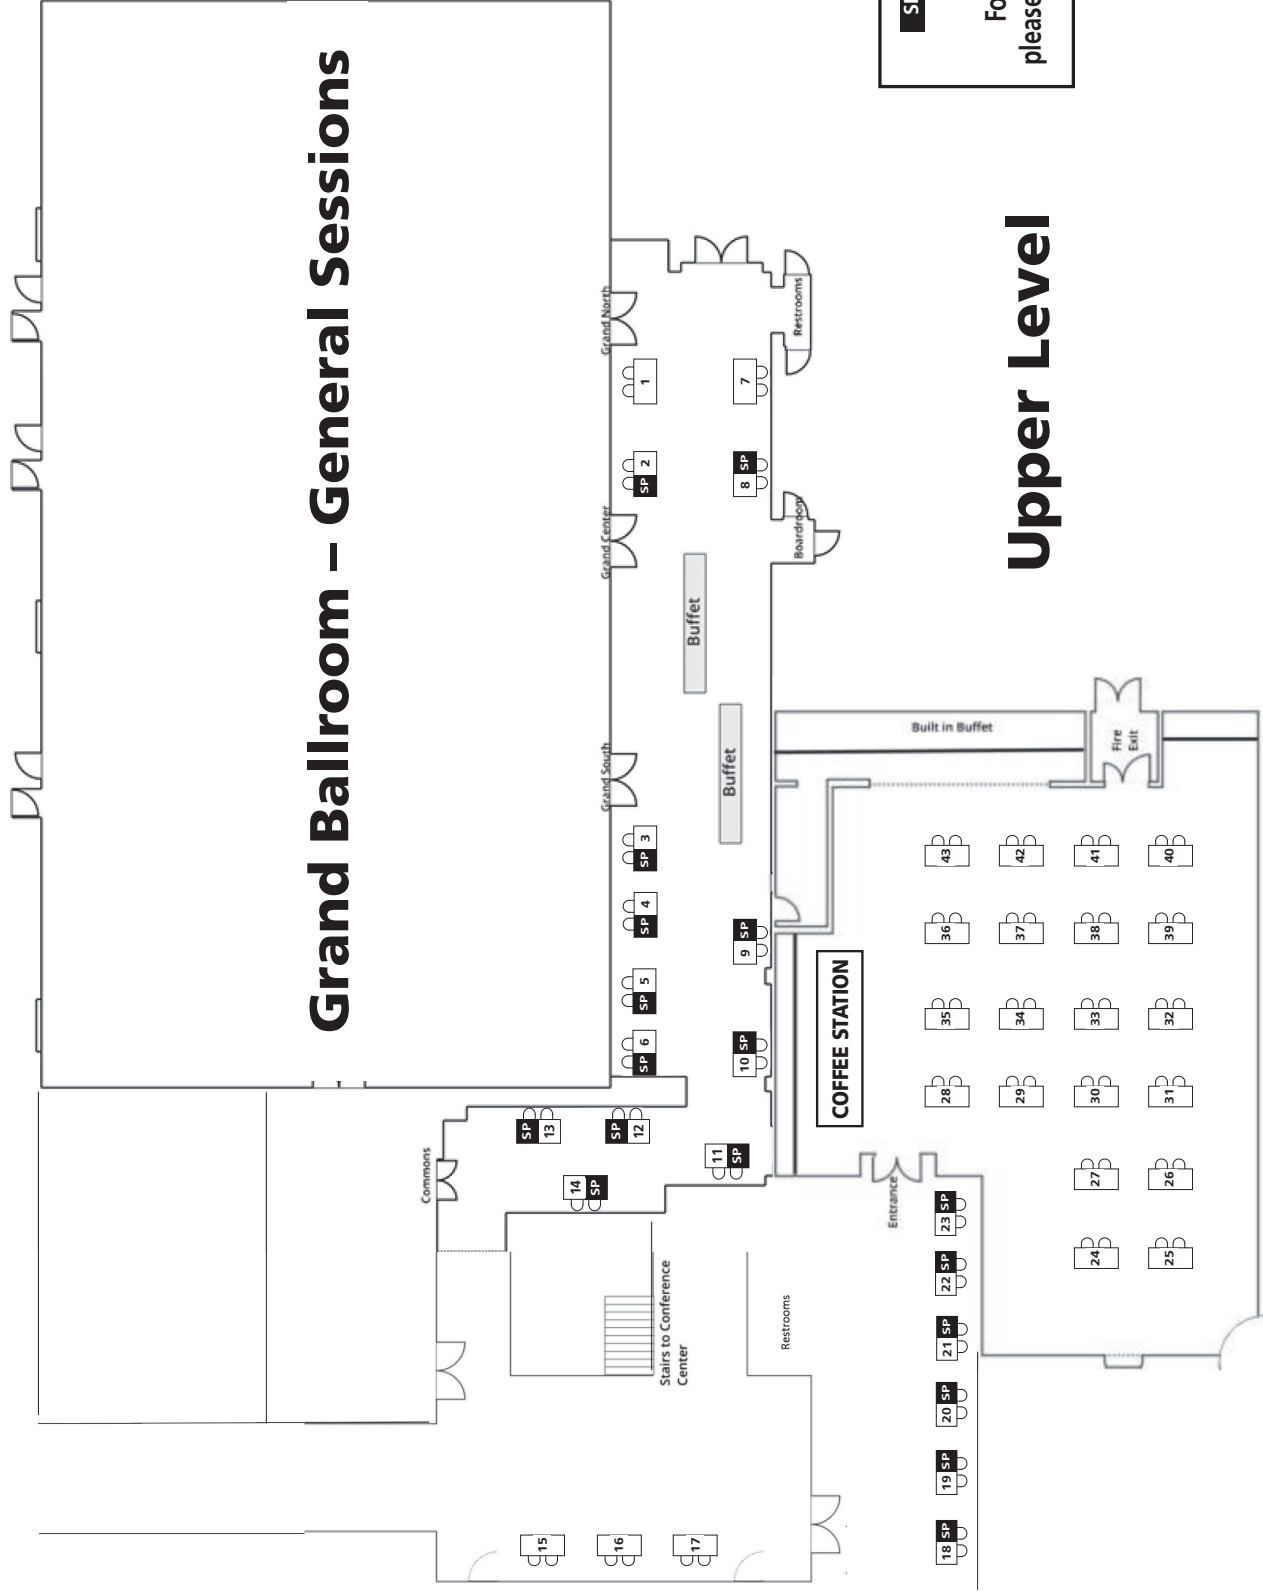 Grand Ballroom – General Sessions
Commons
SP 13
14 SP
15
SP 12
16
Grand South
Grand Center
Grand North
SP 6
SP 5
SP 4
SP 3
SP 2
1
Stairs to Conference
Center
17
11 SP
Buffet
Buffet
10 SP
9 SP
8 SP
7
Restrooms
Boardroom
Restrooms
COFFEE STATION
Entrance
Upper Level
18 SP
19 SP
20 SP
21 SP
22 SP
23 SP
28
35
36
43
Built in Buffet
29
34
37
42
24
27
30
33
38
41
Fire
Exit
25
26
31
32
39
40
please